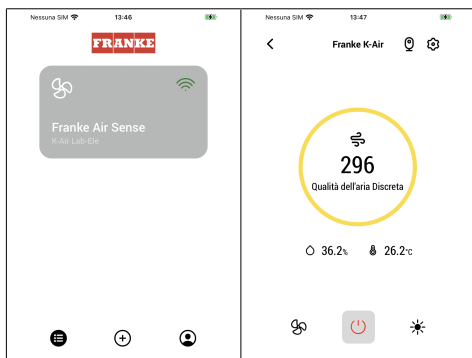 Nessuna SIM 13:46
FRANKE
Franke Air Sense
K-Air Lab-Ele
Nessuna SIM 13:47
Franke K-Air
296
Qualità dell'aria Discreta
36.2% 26.2°C